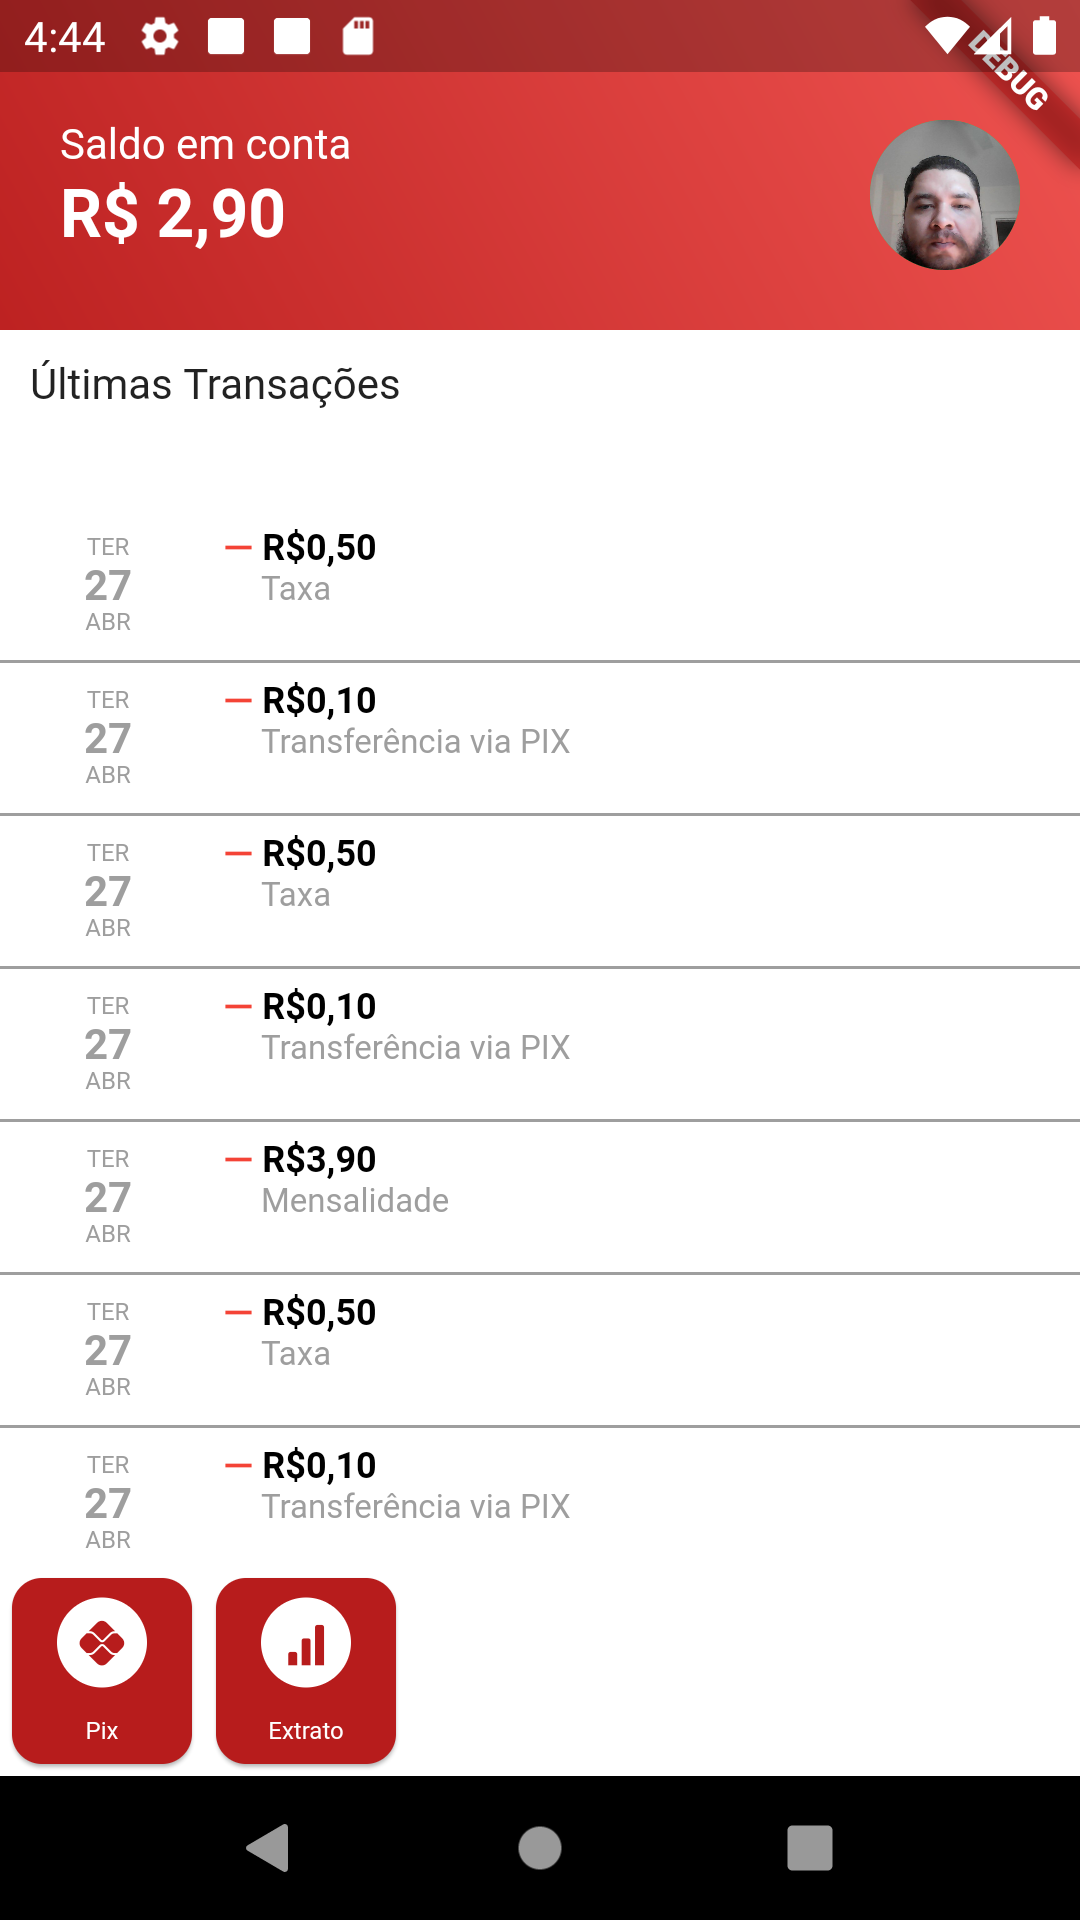 4:44
DEBUG
Saldo em conta
R$ 2,90
Últimas Transações
TER
27
ABR
R$0,50
Taxa
TER
27
ABR
R$0,10
Transferência via PIX
TER
27
ABR
R$0,50
Taxa
TER
27
ABR
R$0,10
Transferência via PIX
TER
27
ABR
R$3,90
Mensalidade
TER
27
ABR
R$0,50
Taxa
TER
27
ABR
R$0,10
Transferência via PIX
Pix
Extrato